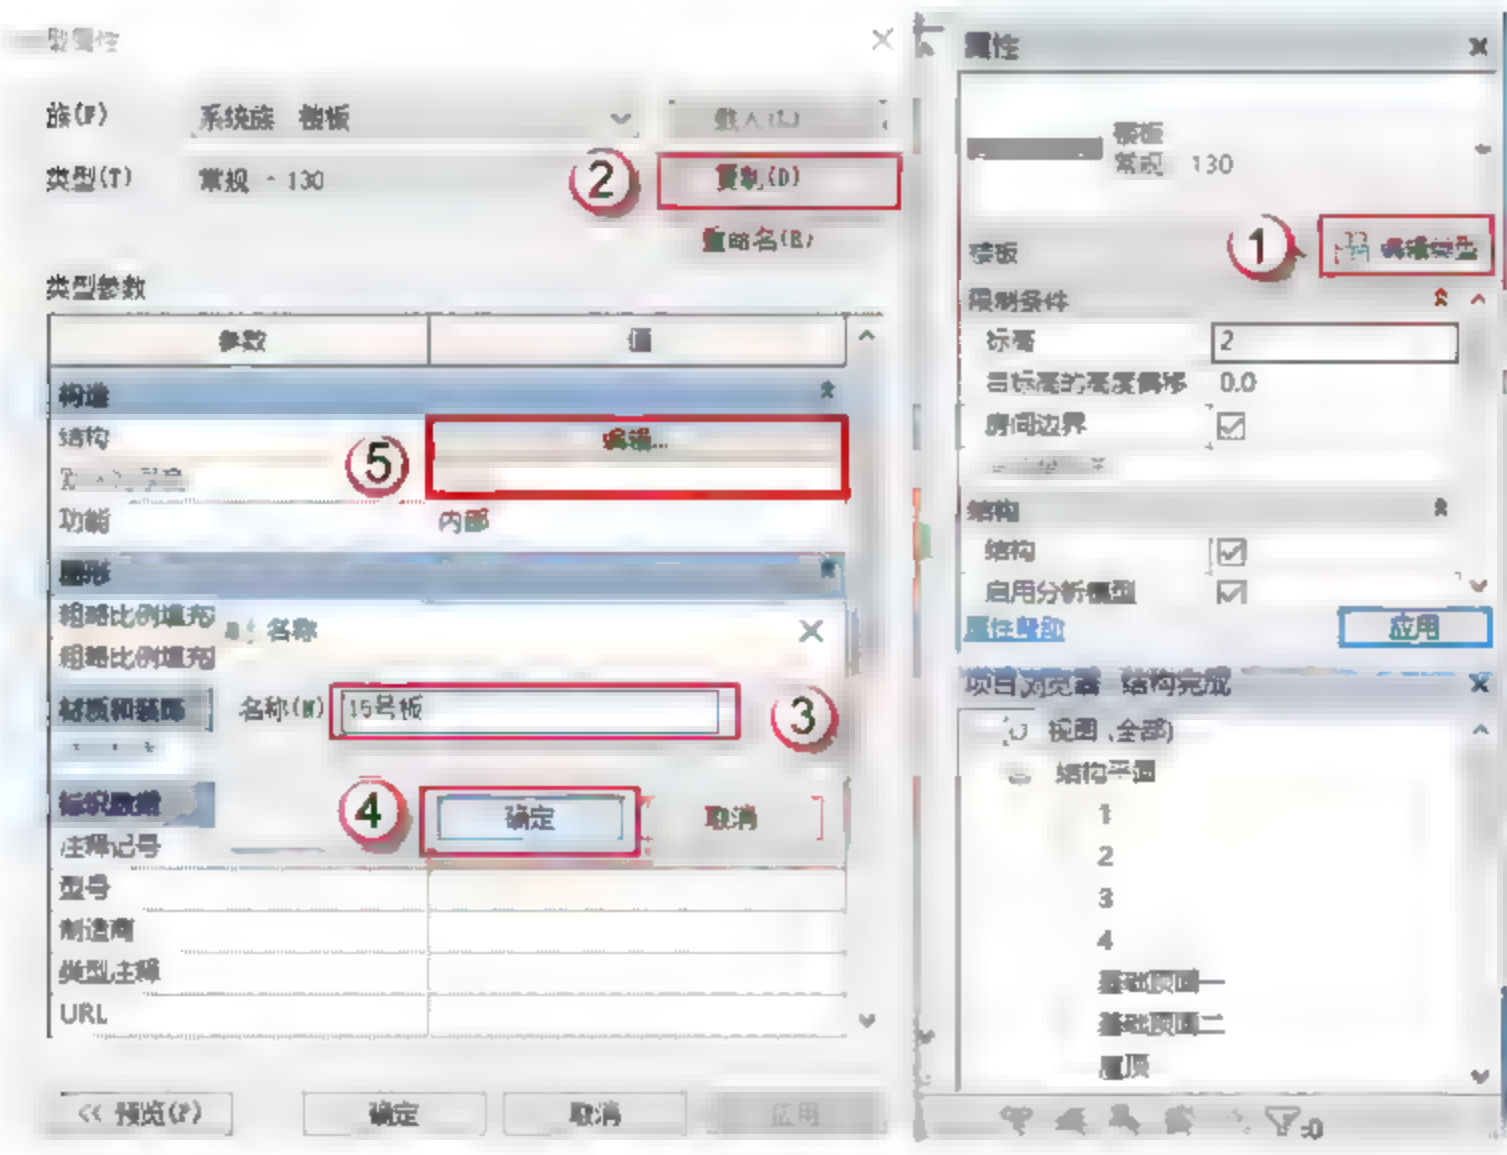 族(F)
系统族 楼板
载入(L)
类型(T)
常规 - 130
②
复制(D)
重命名(R)
类型参数
参数
值
构造
结构
⑤
编辑...
功能
内部
图形
粗略比例填充
粗略比例填充
名称
材质和装饰
名称(N)
15号板
③
④
确定
取消
标识数据
注释记号
型号
制造商
类型注释
URL
<< 预览(P)
确定
取消
应用
属性
楼板
常规 130
楼板
①
编辑类型
限制条件
标高
2
自标高的高度偏移
0.0
房间边界
结构
结构
启用分析模型
属性帮助
应用
项目浏览器 结构完成
视图 (全部)
结构平面
1
2
3
4
基础顶面一
基础顶面二
屋顶
:0